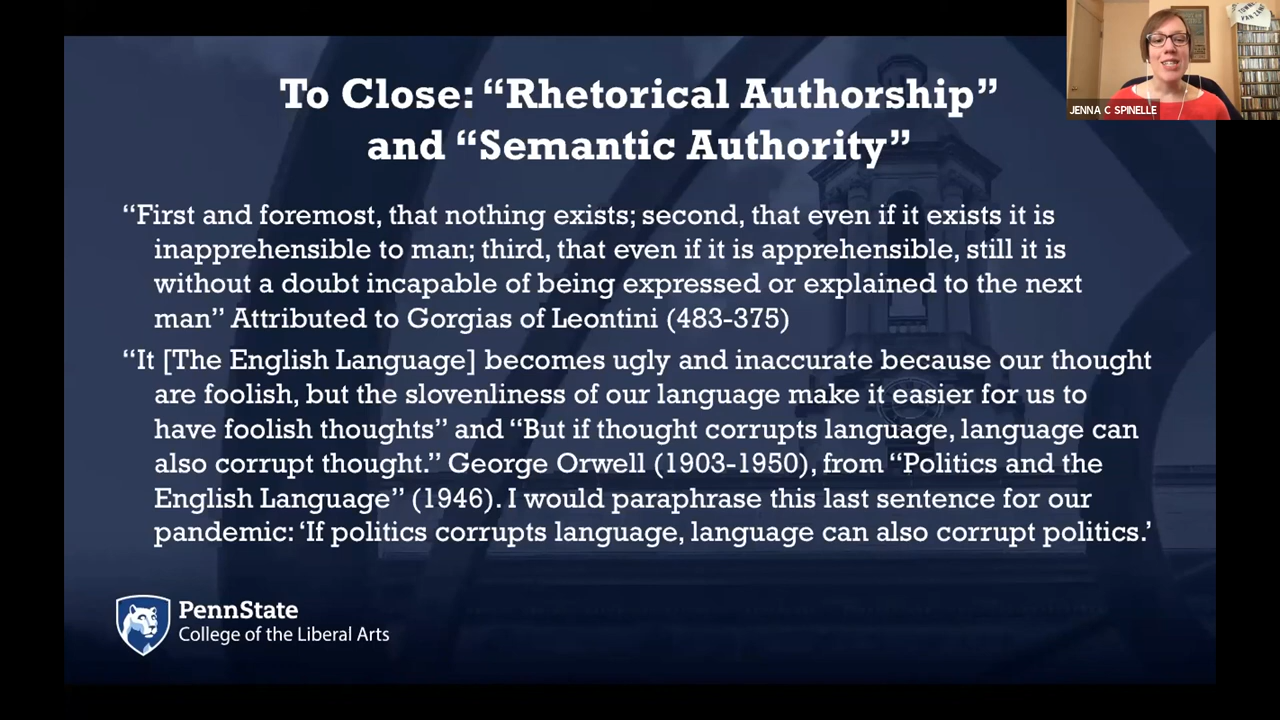 To Close: “Rhetorical Authorship”
and “Semantic Authority”
“First and foremost, that nothing exists; second, that even if it exists it is
inapprehensible to man; third, that even if it is apprehensible, still it is
without a doubt incapable of being expressed or explained to the next
man” Attributed to Gorgias of Leontini (483-375)
“It [The English Language] becomes ugly and inaccurate because our thought
are foolish, but the slovenliness of our language make it easier for us to
have foolish thoughts” and “But if thought corrupts language, language can
also corrupt thought.” George Orwell (1903-1950), from “Politics and the
English Language” (1946). I would paraphrase this last sentence for our
pandemic: ‘If politics corrupts language, language can also corrupt politics.’
PennState
College of the Liberal Arts
JENNA C SPINELLE